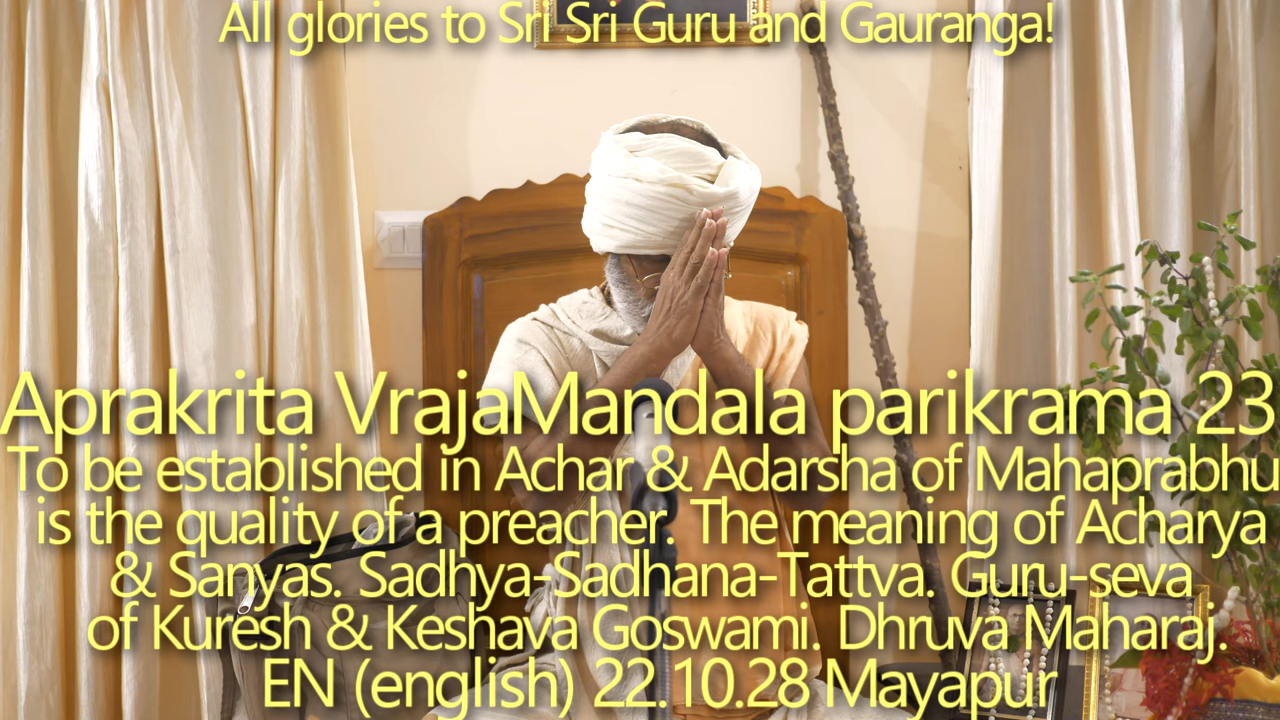 All glories to Sri Sri Guru and Gauranga!
Aprakrita VrajaMandala parikrama 23
To be established in Achar & Adarsha of Mahaprabhu
is the quality of a preacher. The meaning of Acharya
& Sanyas. Sadhya-Sadhana-Tattva. Guru-seva
of Kuresh & Keshava Goswami. Dhruva Maharaj.
EN (english) 22.10.28 Mayapur